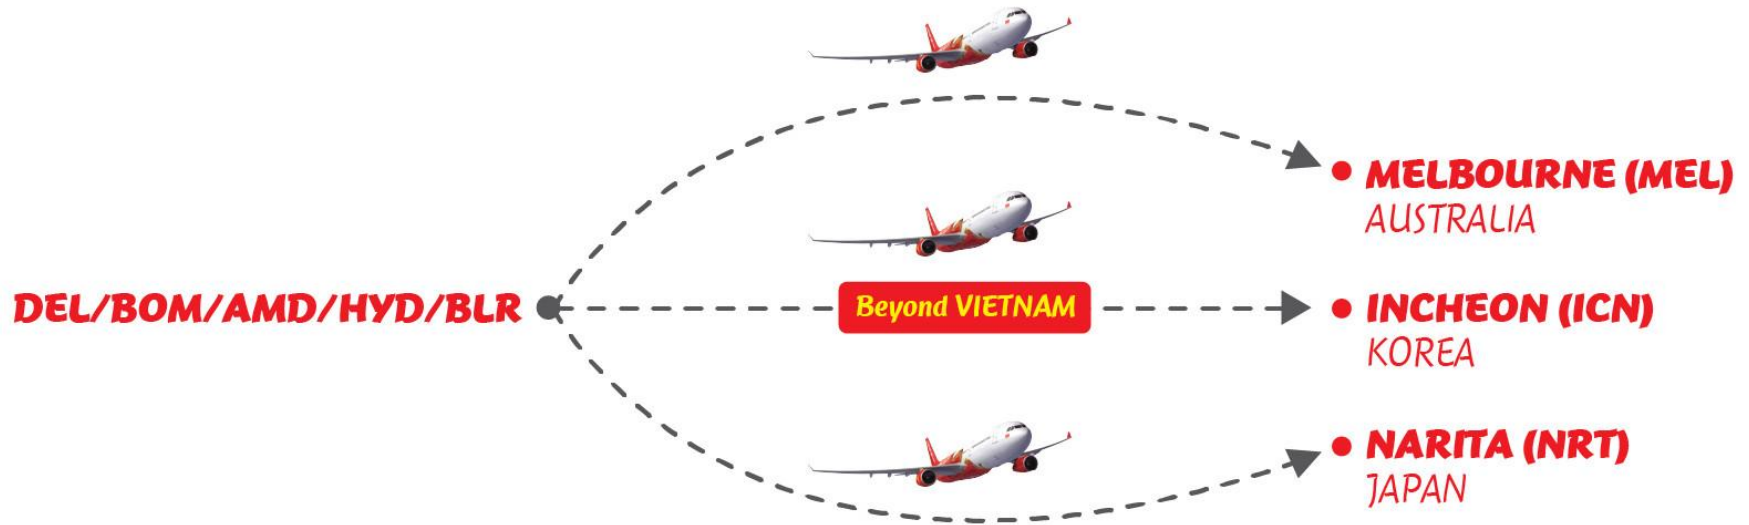 DEL/BOM/AMD/HYD/BLR
Beyond VIETNAM
MELBOURNE (MEL)
AUSTRALIA
INCHEON (ICN)
KOREA
NARITA (NRT)
JAPAN